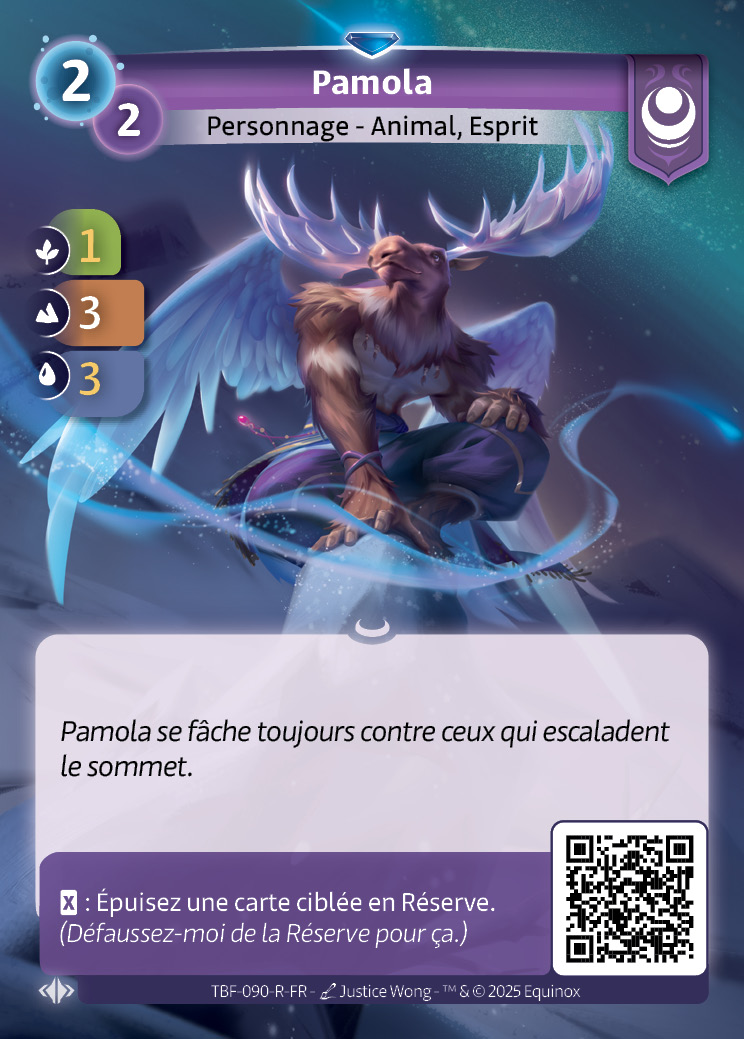 2
Pamola
2
Personnage - Animal, Esprit
1
3
3
Pamola se fâche toujours contre ceux qui escaladent
le sommet.
X : Épuisez une carte ciblée en Réserve.
(Défaussez-moi de la Réserve pour ça.)
TBF-090-R-FR - Justice Wong - ™ & © 2025 Equinox